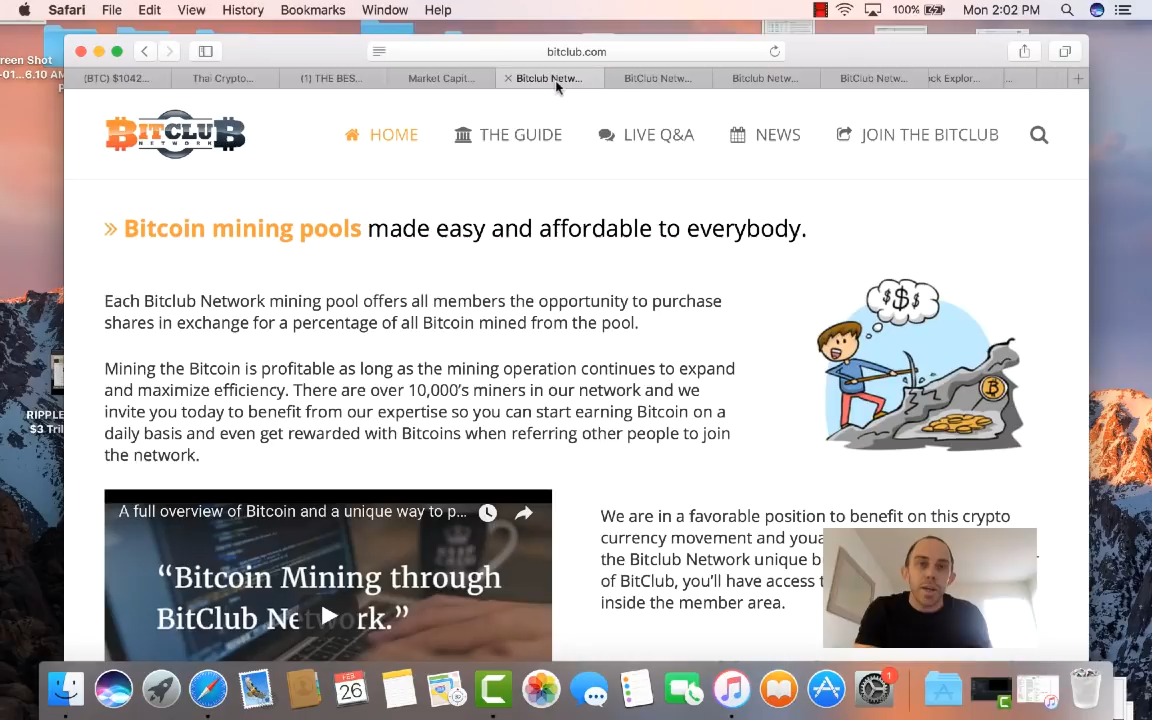 Safari File Edit View History Bookmarks Window Help 100% Mon 2:02 PM
reen Shot
-01...6.10 AM
bitclub.com
(BTC) $1042... Thai Crypto... (1) THE BES... Market Capit... Bitclub Netw... BitClub Netw... Bitclub Netw... BitClub Netw... ock Explor... ...
BITCLUB
NETWORK
HOME THE GUIDE LIVE Q&A NEWS JOIN THE BITCLUB
» Bitcoin mining pools made easy and affordable to everybody.
Each Bitclub Network mining pool offers all members the opportunity to purchase
shares in exchange for a percentage of all Bitcoin mined from the pool.
$
Mining the Bitcoin is profitable as long as the mining operation continues to expand
and maximize efficiency. There are over 10,000's miners in our network and we
invite you today to benefit from our expertise so you can start earning Bitcoin on a
daily basis and even get rewarded with Bitcoins when referring other people to join
the network.
RIPPLE
$3 Tril
A full overview of Bitcoin and a unique way to p...
“Bitcoin Mining through
BitClub Network.”
We are in a favorable position to benefit on this crypto
currency movement and you
the Bitclub Network unique b
of BitClub, you'll have access t
inside the member area.
FEB
26
1